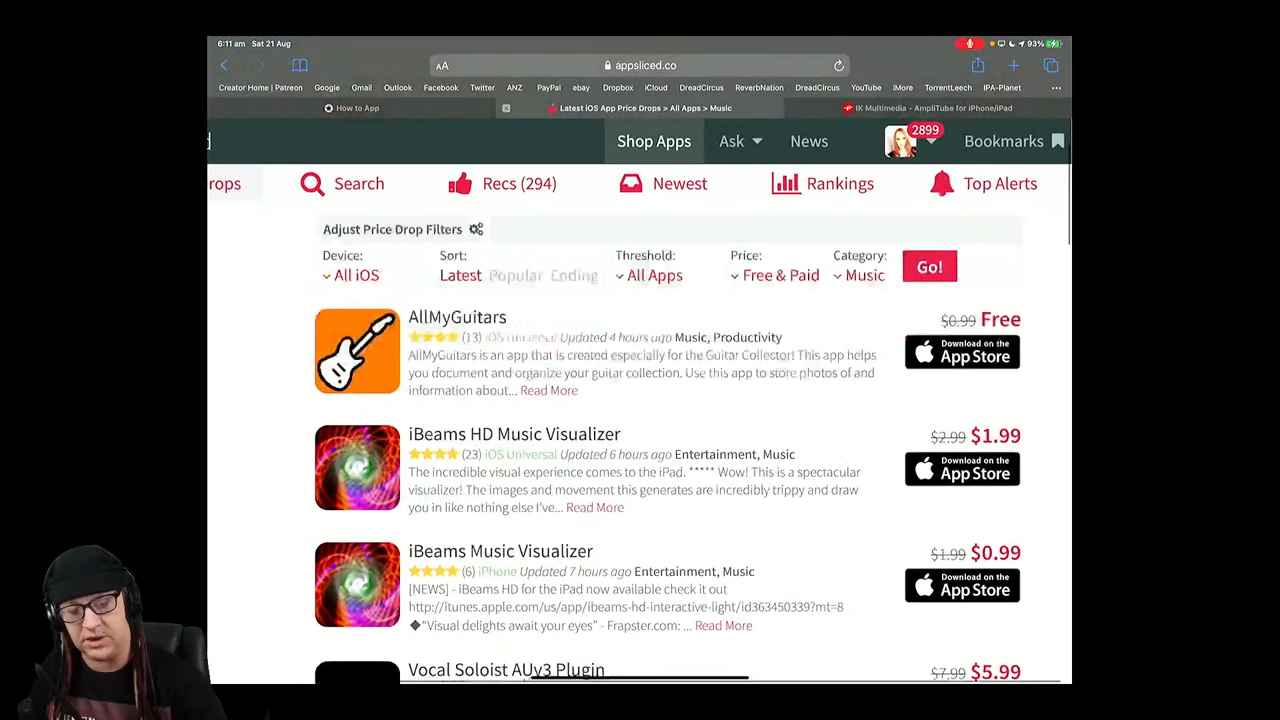 6:11 am Sat 21 Aug
93%
AA
appsliced.co
Creator Home | Patreon Google Gmail Outlook Facebook Twitter ANZ PayPal ebay Dropbox iCloud DreadCircus ReverbNation DreadCircus YouTube iMore TorrentLeech IPA-Planet ...
How to App
Latest iOS App Price Drops > All Apps > Music
IK Multimedia - AmpliTube for iPhone/iPad
d
Shop Apps Ask News 2899 Bookmarks
rops Search Recs (294) Newest Rankings Top Alerts
Adjust Price Drop Filters
Device: Sort: Threshold: Price: Category:
All iOS Latest Popular Ending All Apps Free & Paid Music Go!
AllMyGuitars
$0.99 Free
(13) iOS Universal Updated 4 hours ago Music, Productivity
Download on the
App Store
AllMyGuitars is an app that is created especially for the Guitar Collector! This app helps
you document and organize your guitar collection. Use this app to store photos of and
information about... Read More
iBeams HD Music Visualizer
$2.99 $1.99
(23) iOS Universal Updated 6 hours ago Entertainment, Music
Download on the
App Store
The incredible visual experience comes to the iPad. ***** Wow! This is a spectacular
visualizer! The images and movement this generates are incredibly trippy and draw
you in like nothing else I've... Read More
iBeams Music Visualizer
$1.99 $0.99
(6) iPhone Updated 7 hours ago Entertainment, Music
Download on the
App Store
[NEWS] - iBeams HD for the iPad now available check it out
http://itunes.apple.com/us/app/ibeams-hd-interactive-light/id363450339?mt=8
◆"Visual delights await your eyes" - Frapster.com: ... Read More
Vocal Soloist AUv3 Plugin
$7.99 $5.99